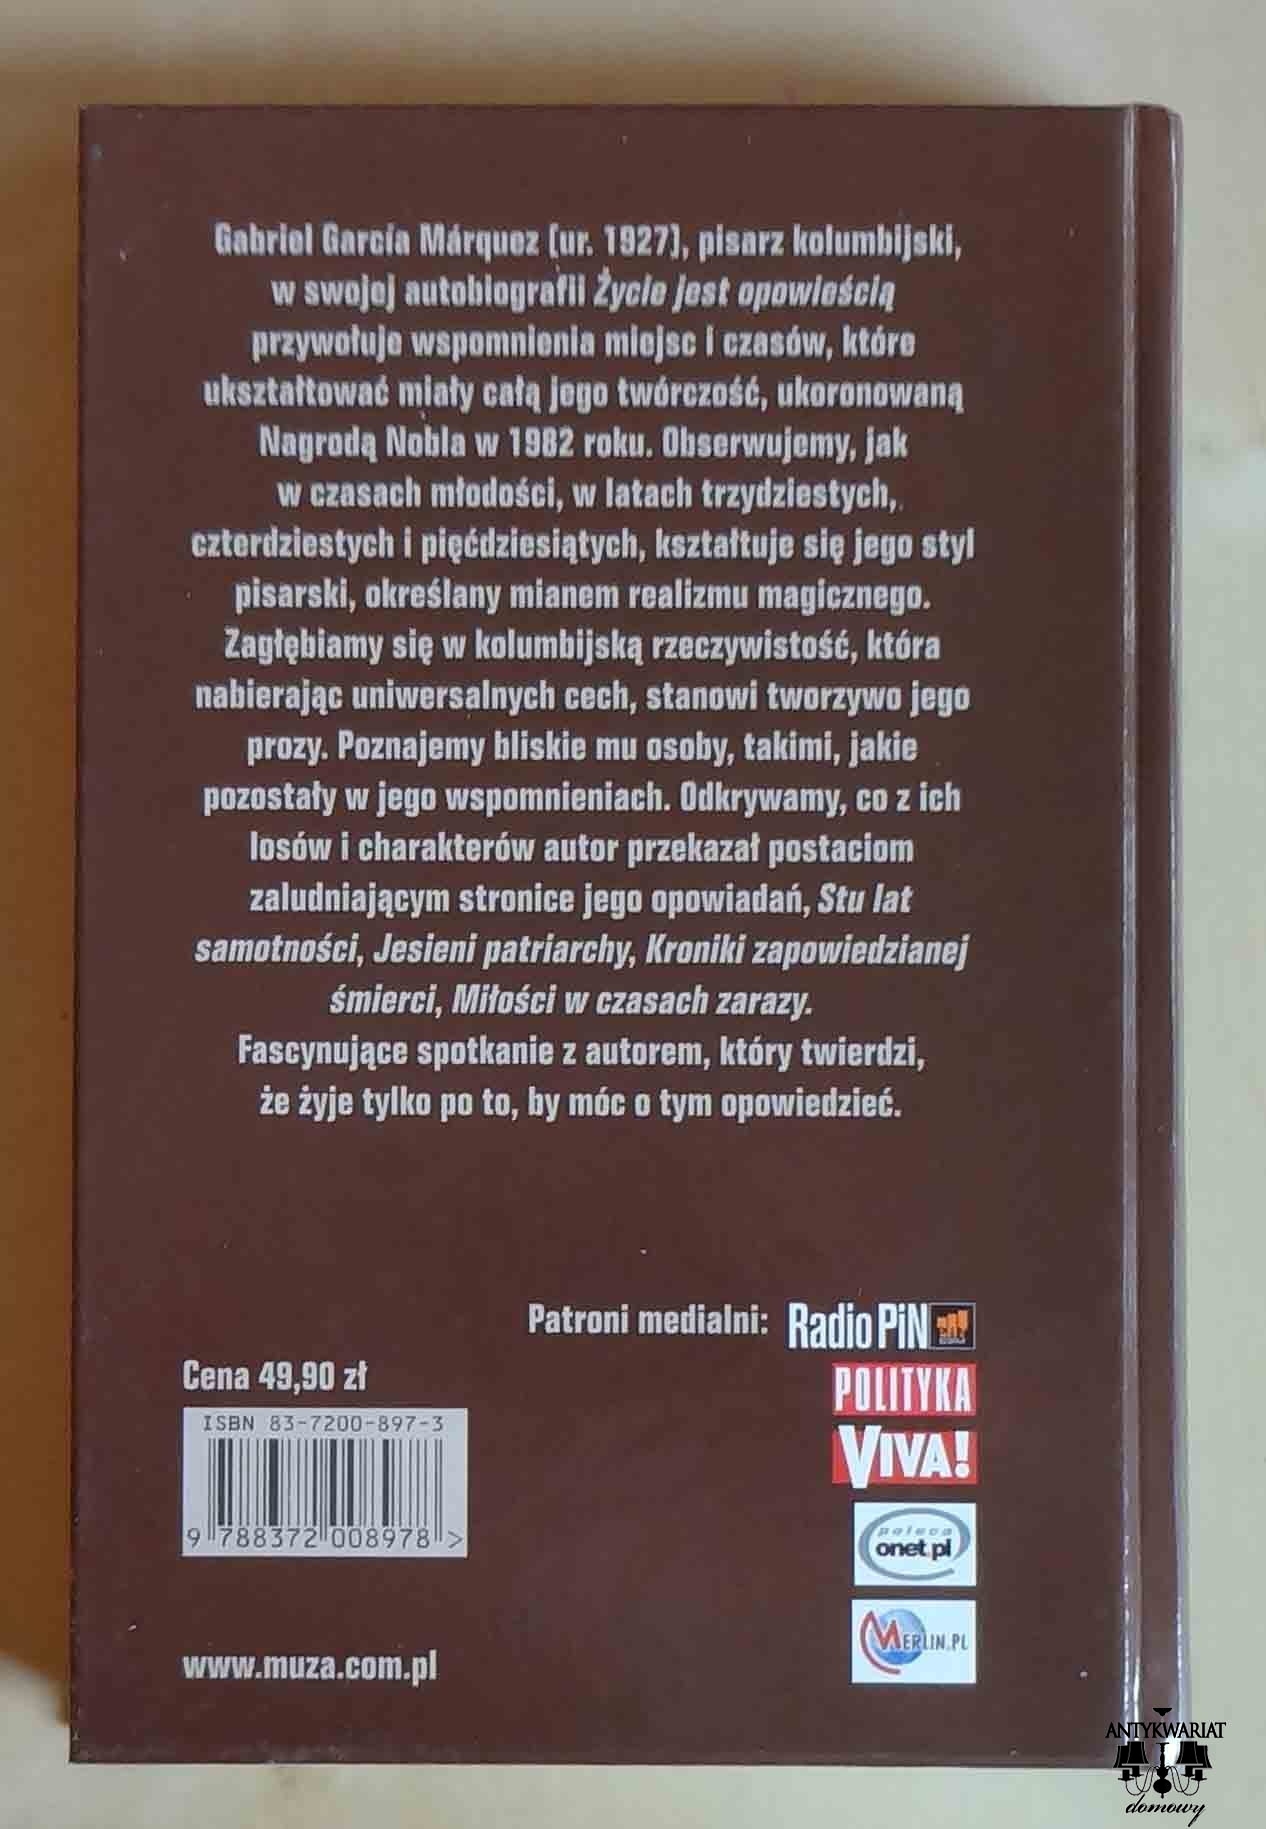 Gabriel García Márquez (ur. 1927), pisarz kolumbijski,
w swojej autobiografii Życie jest opowieścią
przywołuje wspomnienia miejsc i czasów, które
ukształtować miały całą jego twórczość, ukoronowaną
Nagrodą Nobla w 1982 roku. Obserwujemy, jak
w czasach młodości, w latach trzydziestych,
czterdziestych i pięćdziesiątych, kształtuje się jego styl
pisarski, określany mianem realizmu magicznego.
Zagłębiamy się w kolumbijską rzeczywistość, która
nabierając uniwersalnych cech, stanowi tworzywo jego
prozy. Poznajemy bliskie mu osoby, takimi, jakie
pozostały w jego wspomnieniach. Odkrywamy, co z ich
losów i charakterów autor przekazał postaciom
zaludniającym stronice jego opowiadań, Stu lat
samotności, Jesieni patriarchy, Kroniki zapowiedzianej
śmierci, Miłości w czasach zarazy.
Fascynujące spotkanie z autorem, który twierdzi,
że żyje tylko po to, by móc o tym opowiedzieć.
Patroni medialni: Radio PiN
POLITYKA
VIVA!
poleca
onet.pl
MERLIN.PL
Cena 49,90 zł
ISBN 83-7200-897-3
9 788372 008978 >
www.muza.com.pl
ANTYKWARIAT
domowy